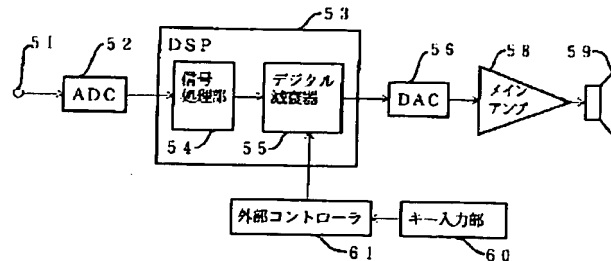 51
52
53
56
58
59
ADC
DSP
信号
処理部
54
デジタル
減衰器
55
DAC
メイン
アンプ
外部コントローラ
61
キー入力部
60